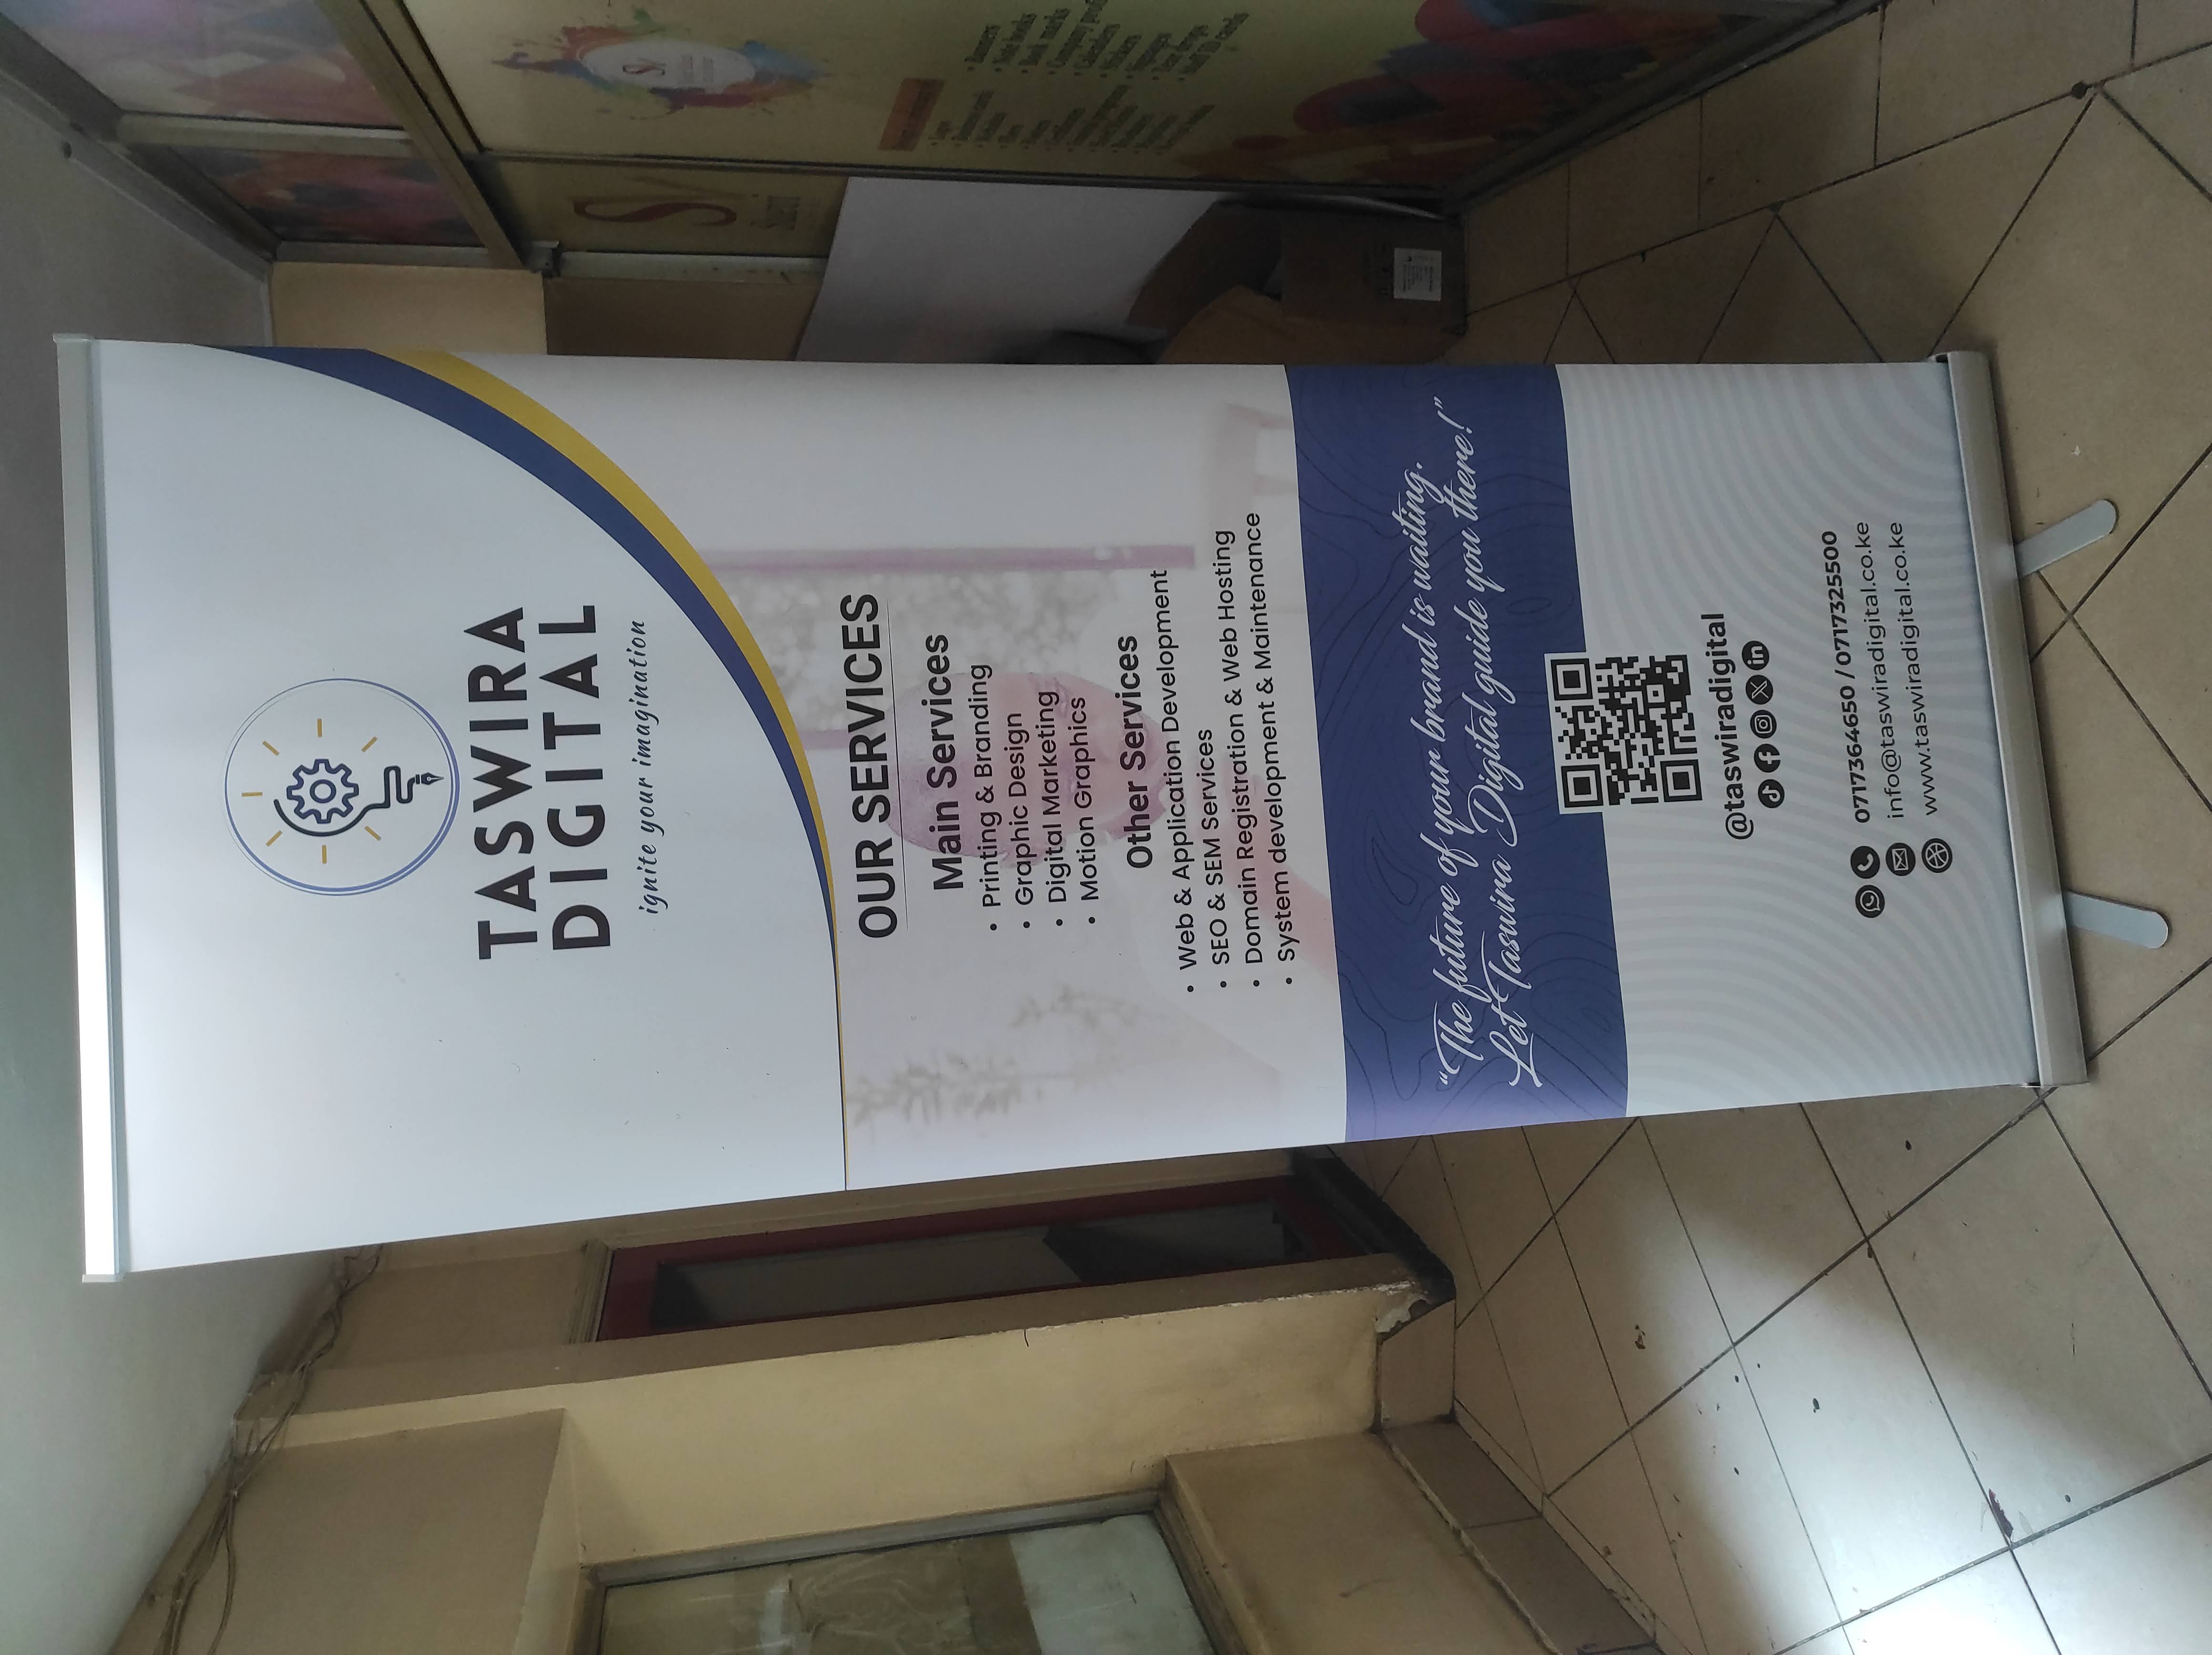 TASWIRA
DIGITAL
ignite your imagination
OUR SERVICES
Main Services
• Printing & Branding
• Graphic Design
• Digital Marketing
• Motion Graphics
Other Services
• Web & Application Development
• SEO & SEM Services
• Domain Registration & Web Hosting
• System development & Maintenance
“The future of your brand is waiting.
Let Taswira Digital guide you there!”
@taswiradigital
0717364650 / 0717325500
info@taswiradigital.co.ke
www.taswiradigital.co.ke